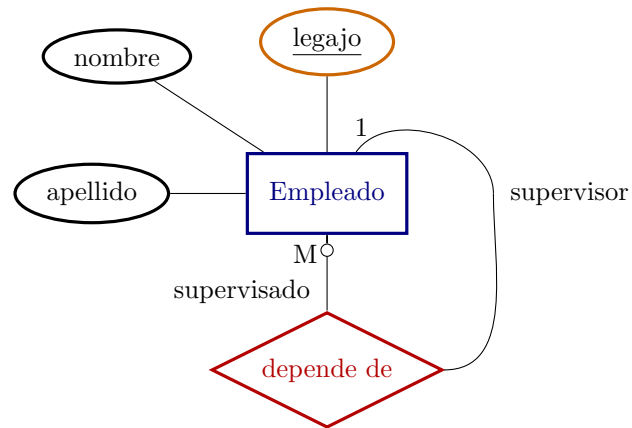 legajo
nombre
1
apellido
Empleado
supervisor
M
supervisado
depende de